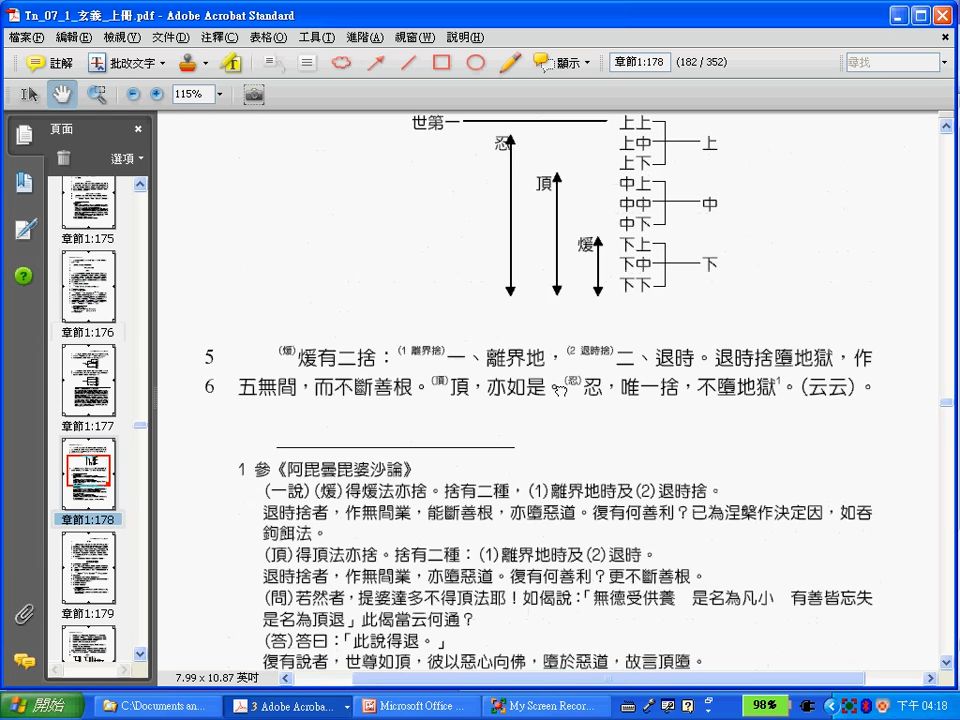 Tn_07_1_玄義_上冊.pdf - Adobe Acrobat Standard
檔案(F) 編輯(E) 檢視(V) 文件(D) 注釋(C) 表格(O) 工具(T) 進階(A) 視窗(W) 說明(H)
註解 批改文字 顯示 章節1:178 (182 / 352) 尋找
115%
頁面
選項
章節1:175
章節1:176
章節1:177
章節1:178
章節1:179
世第一 上上
忍 上中 上
上下
頂 中上
中中 中
中下
煖 下上
下中 下
下下
5 (煖)煖有二捨：(1 離界捨)一、離界地，(2 退時捨)二、退時。退時捨墮地獄，作
6 五無間，而不斷善根。(頂)頂，亦如是。(忍)忍，唯一捨，不墮地獄1。(云云)。
1 參《阿毘曇毘婆沙論》
(一說)(煖)得煖法亦捨。捨有二種，(1)離界地時及(2)退時捨。
退時捨者，作無間業，能斷善根，亦墮惡道。復有何善利？已為涅槃作決定因，如吞
鉤餌法。
(頂)得頂法亦捨。捨有二種：(1)離界地時及(2)退時。
退時捨者，作無間業，亦墮惡道。復有何善利？更不斷善根。
(問)若然者，提婆達多不得頂法耶！如偈說：「無德受供養 是名為凡小 有善皆忘失
是名為頂退」此偈當云何通？
(答)答曰：「此說得退。」
復有說者，世尊如頂，彼以惡心向佛，墮於惡道，故言頂墮。
7.99 x 10.87 英吋
開始 C:\Documents an... 3 Adobe Acroba... Microsoft Office ... My Screen Recor... 98% 下午 04:18